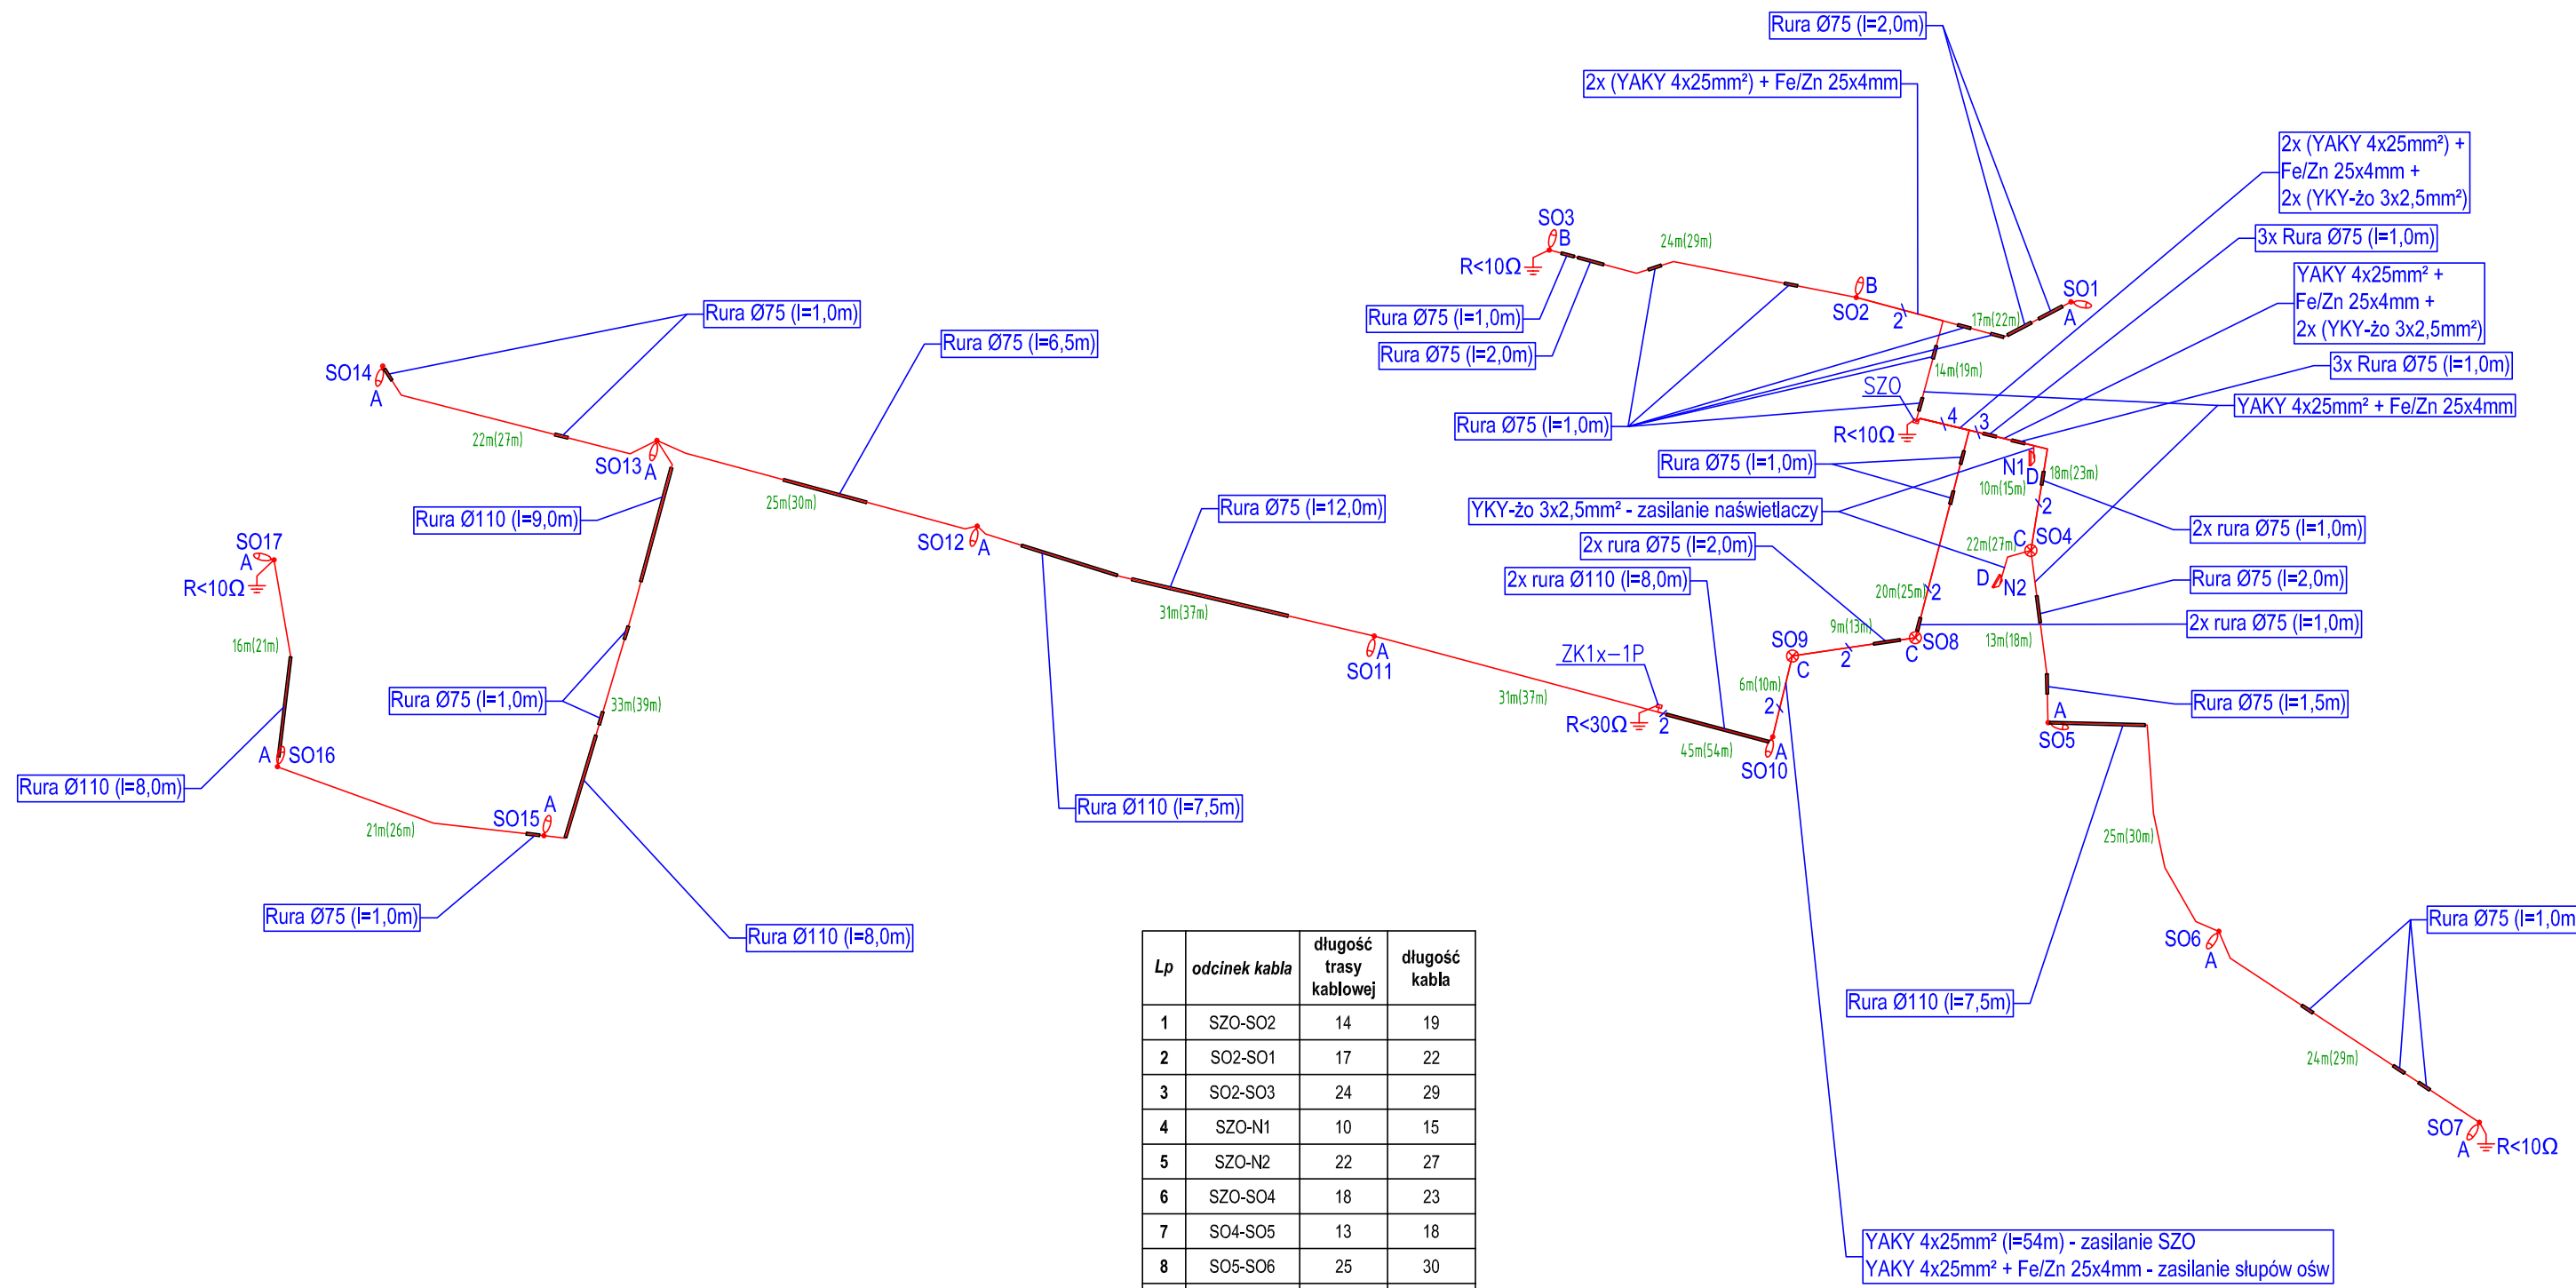 Rura Ø75 (l=2,0m)
2x (YAKY 4x25mm²) + Fe/Zn 25x4mm
2x (YAKY 4x25mm²) +
Fe/Zn 25x4mm +
2x (YKY-żo 3x2,5mm²)
SO3
B
R<10Ω
24m(29m)
3x Rura Ø75 (l=1,0m)
YAKY 4x25mm² +
Fe/Zn 25x4mm +
2x (YKY-żo 3x2,5mm²)
B
SO2
2
SO1
A
17m(22m)
Rura Ø75 (l=1,0m)
Rura Ø75 (l=2,0m)
Rura Ø75 (l=1,0m)
Rura Ø75 (l=6,5m)
SO14
A
14m(19m)
3x Rura Ø75 (l=1,0m)
SZO
YAKY 4x25mm² + Fe/Zn 25x4mm
Rura Ø75 (l=1,0m)
R<10Ω
4
3
22m(27m)
SO13
A
Rura Ø75 (l=1,0m)
N1
D
18m(23m)
10m(15m)
2
25m(30m)
Rura Ø110 (l=9,0m)
Rura Ø75 (l=12,0m)
YKY-żo 3x2,5mm² - zasilanie naświetlaczy
2x rura Ø75 (l=1,0m)
SO17
A
R<10Ω
SO12
A
2x rura Ø75 (l=2,0m)
22m(27m)
C
SO4
2x rura Ø110 (l=8,0m)
D
N2
Rura Ø75 (l=2,0m)
20m(25m)
2
31m(37m)
2x rura Ø75 (l=1,0m)
9m(13m)
16m(21m)
SO9
C
2
C
SO8
13m(18m)
A
SO11
ZK1x-1P
Rura Ø75 (l=1,0m)
33m(39m)
31m(37m)
6m(10m)
2
R<30Ω
2
Rura Ø75 (l=1,5m)
A
SO5
45m(54m)
A
SO10
A
SO16
Rura Ø110 (l=8,0m)
Rura Ø110 (l=7,5m)
SO15
A
21m(26m)
25m(30m)
Rura Ø75 (l=1,0m)
Rura Ø110 (l=8,0m)
Rura Ø75 (l=1,0m
SO6
A
Rura Ø110 (l=7,5m)
24m(29m)
SO7
A
R<10Ω
Lp odcinek kabla długość trasy kablowej długość kabla
1 SZO-SO2 14 19
2 SO2-SO1 17 22
3 SO2-SO3 24 29
4 SZO-N1 10 15
5 SZO-N2 22 27
6 SZO-SO4 18 23
7 SO4-SO5 13 18
8 SO5-SO6 25 30
YAKY 4x25mm² (l=54m) - zasilanie SZO
YAKY 4x25mm² + Fe/Zn 25x4mm - zasilanie słupów ośw